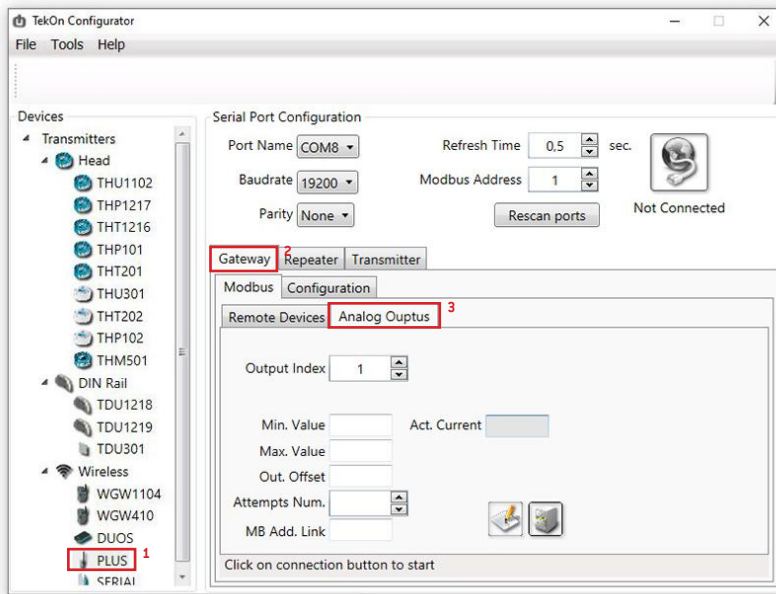 TekOn Configurator
File Tools Help
Devices
Transmitters
Head
THU1102
THP1217
THT1216
THP101
THT201
THU301
THT202
THP102
THM501
DIN Rail
TDU1218
TDU1219
TDU301
Wireless
WGW1104
WGW410
DUOS
PLUS 1
SERIAL
Serial Port Configuration
Port Name COM8
Refresh Time 0,5 sec.
Baudrate 19200
Modbus Address 1
Parity None
Rescan ports
Not Connected
Gateway 2 Repeater Transmitter
Modbus Configuration
Remote Devices Analog Ouptus 3
Output Index 1
Min. Value
Act. Current
Max. Value
Out. Offset
Attempts Num.
MB Add. Link
Click on connection button to start